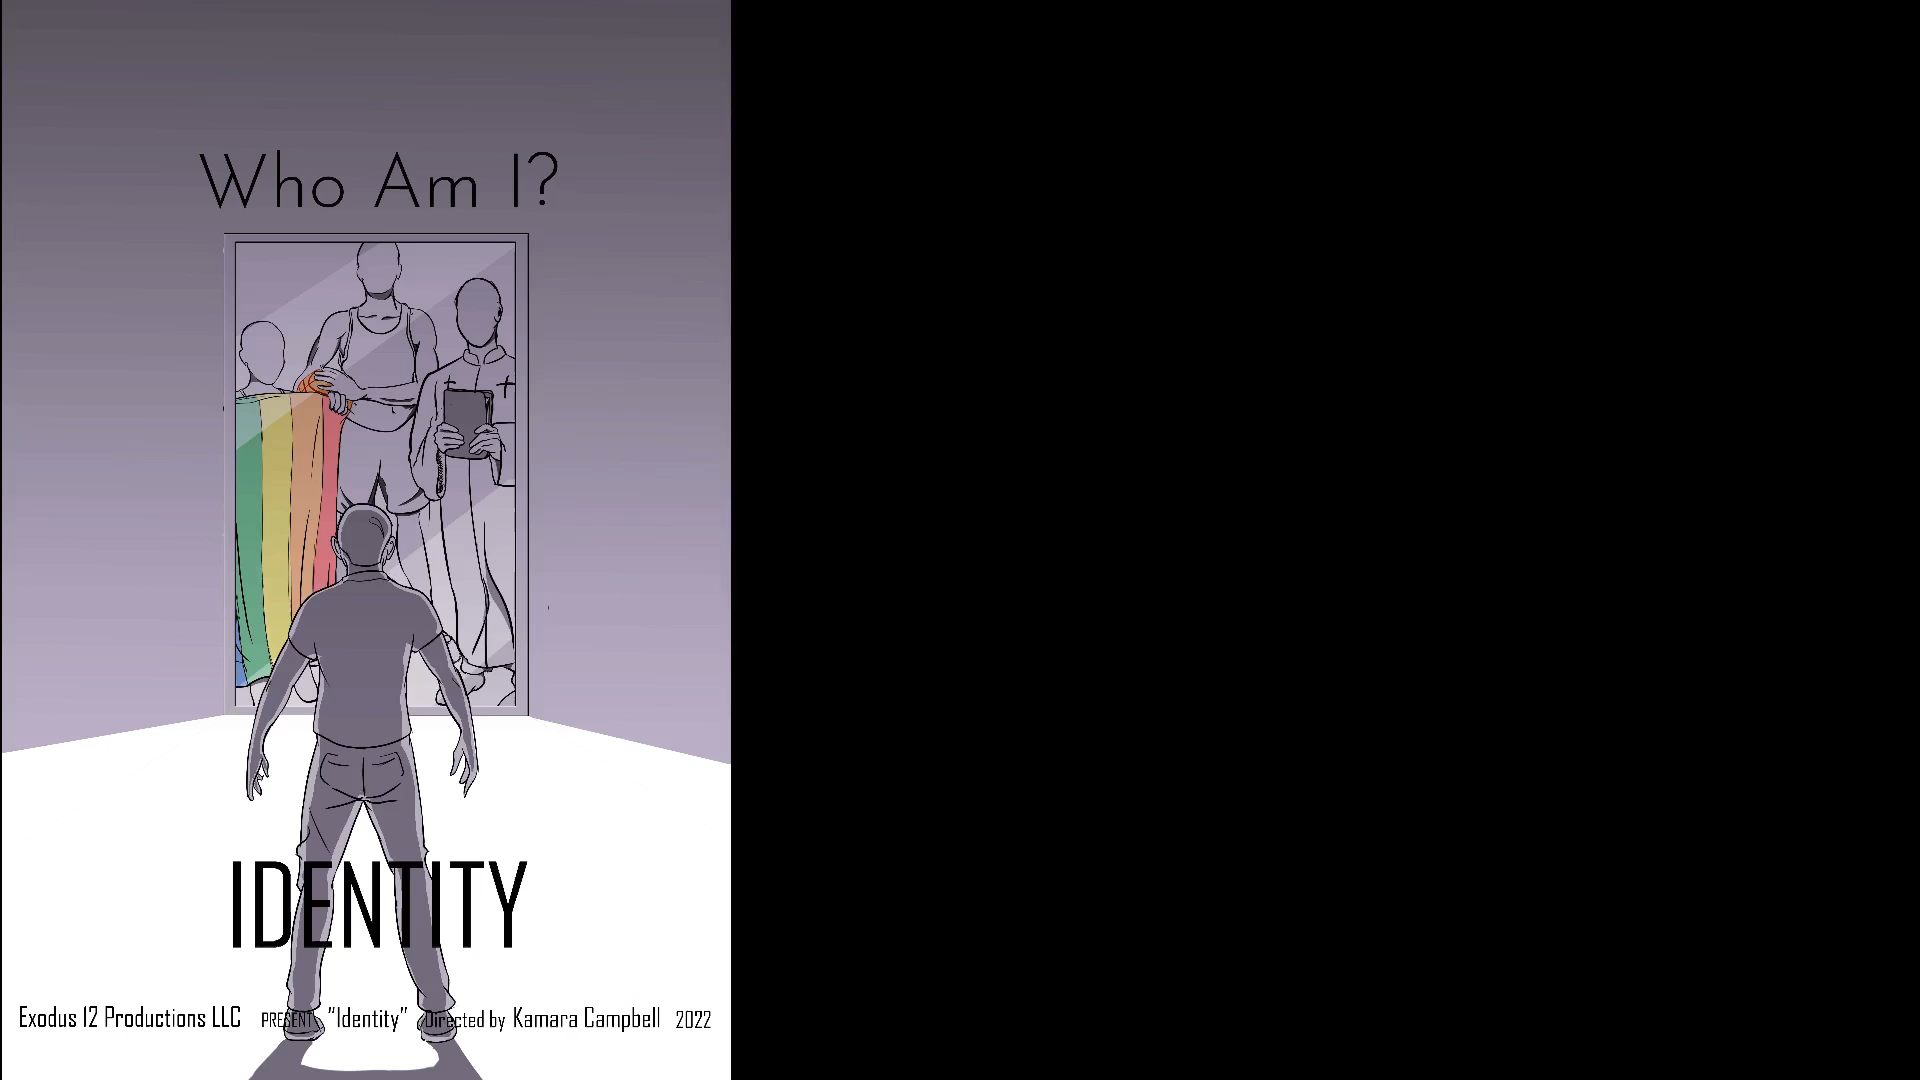 Who Am I?
IDENTITY
Exodus 12 Productions LLC PRESENT "Identity" Directed by Kamara Campbell 2022